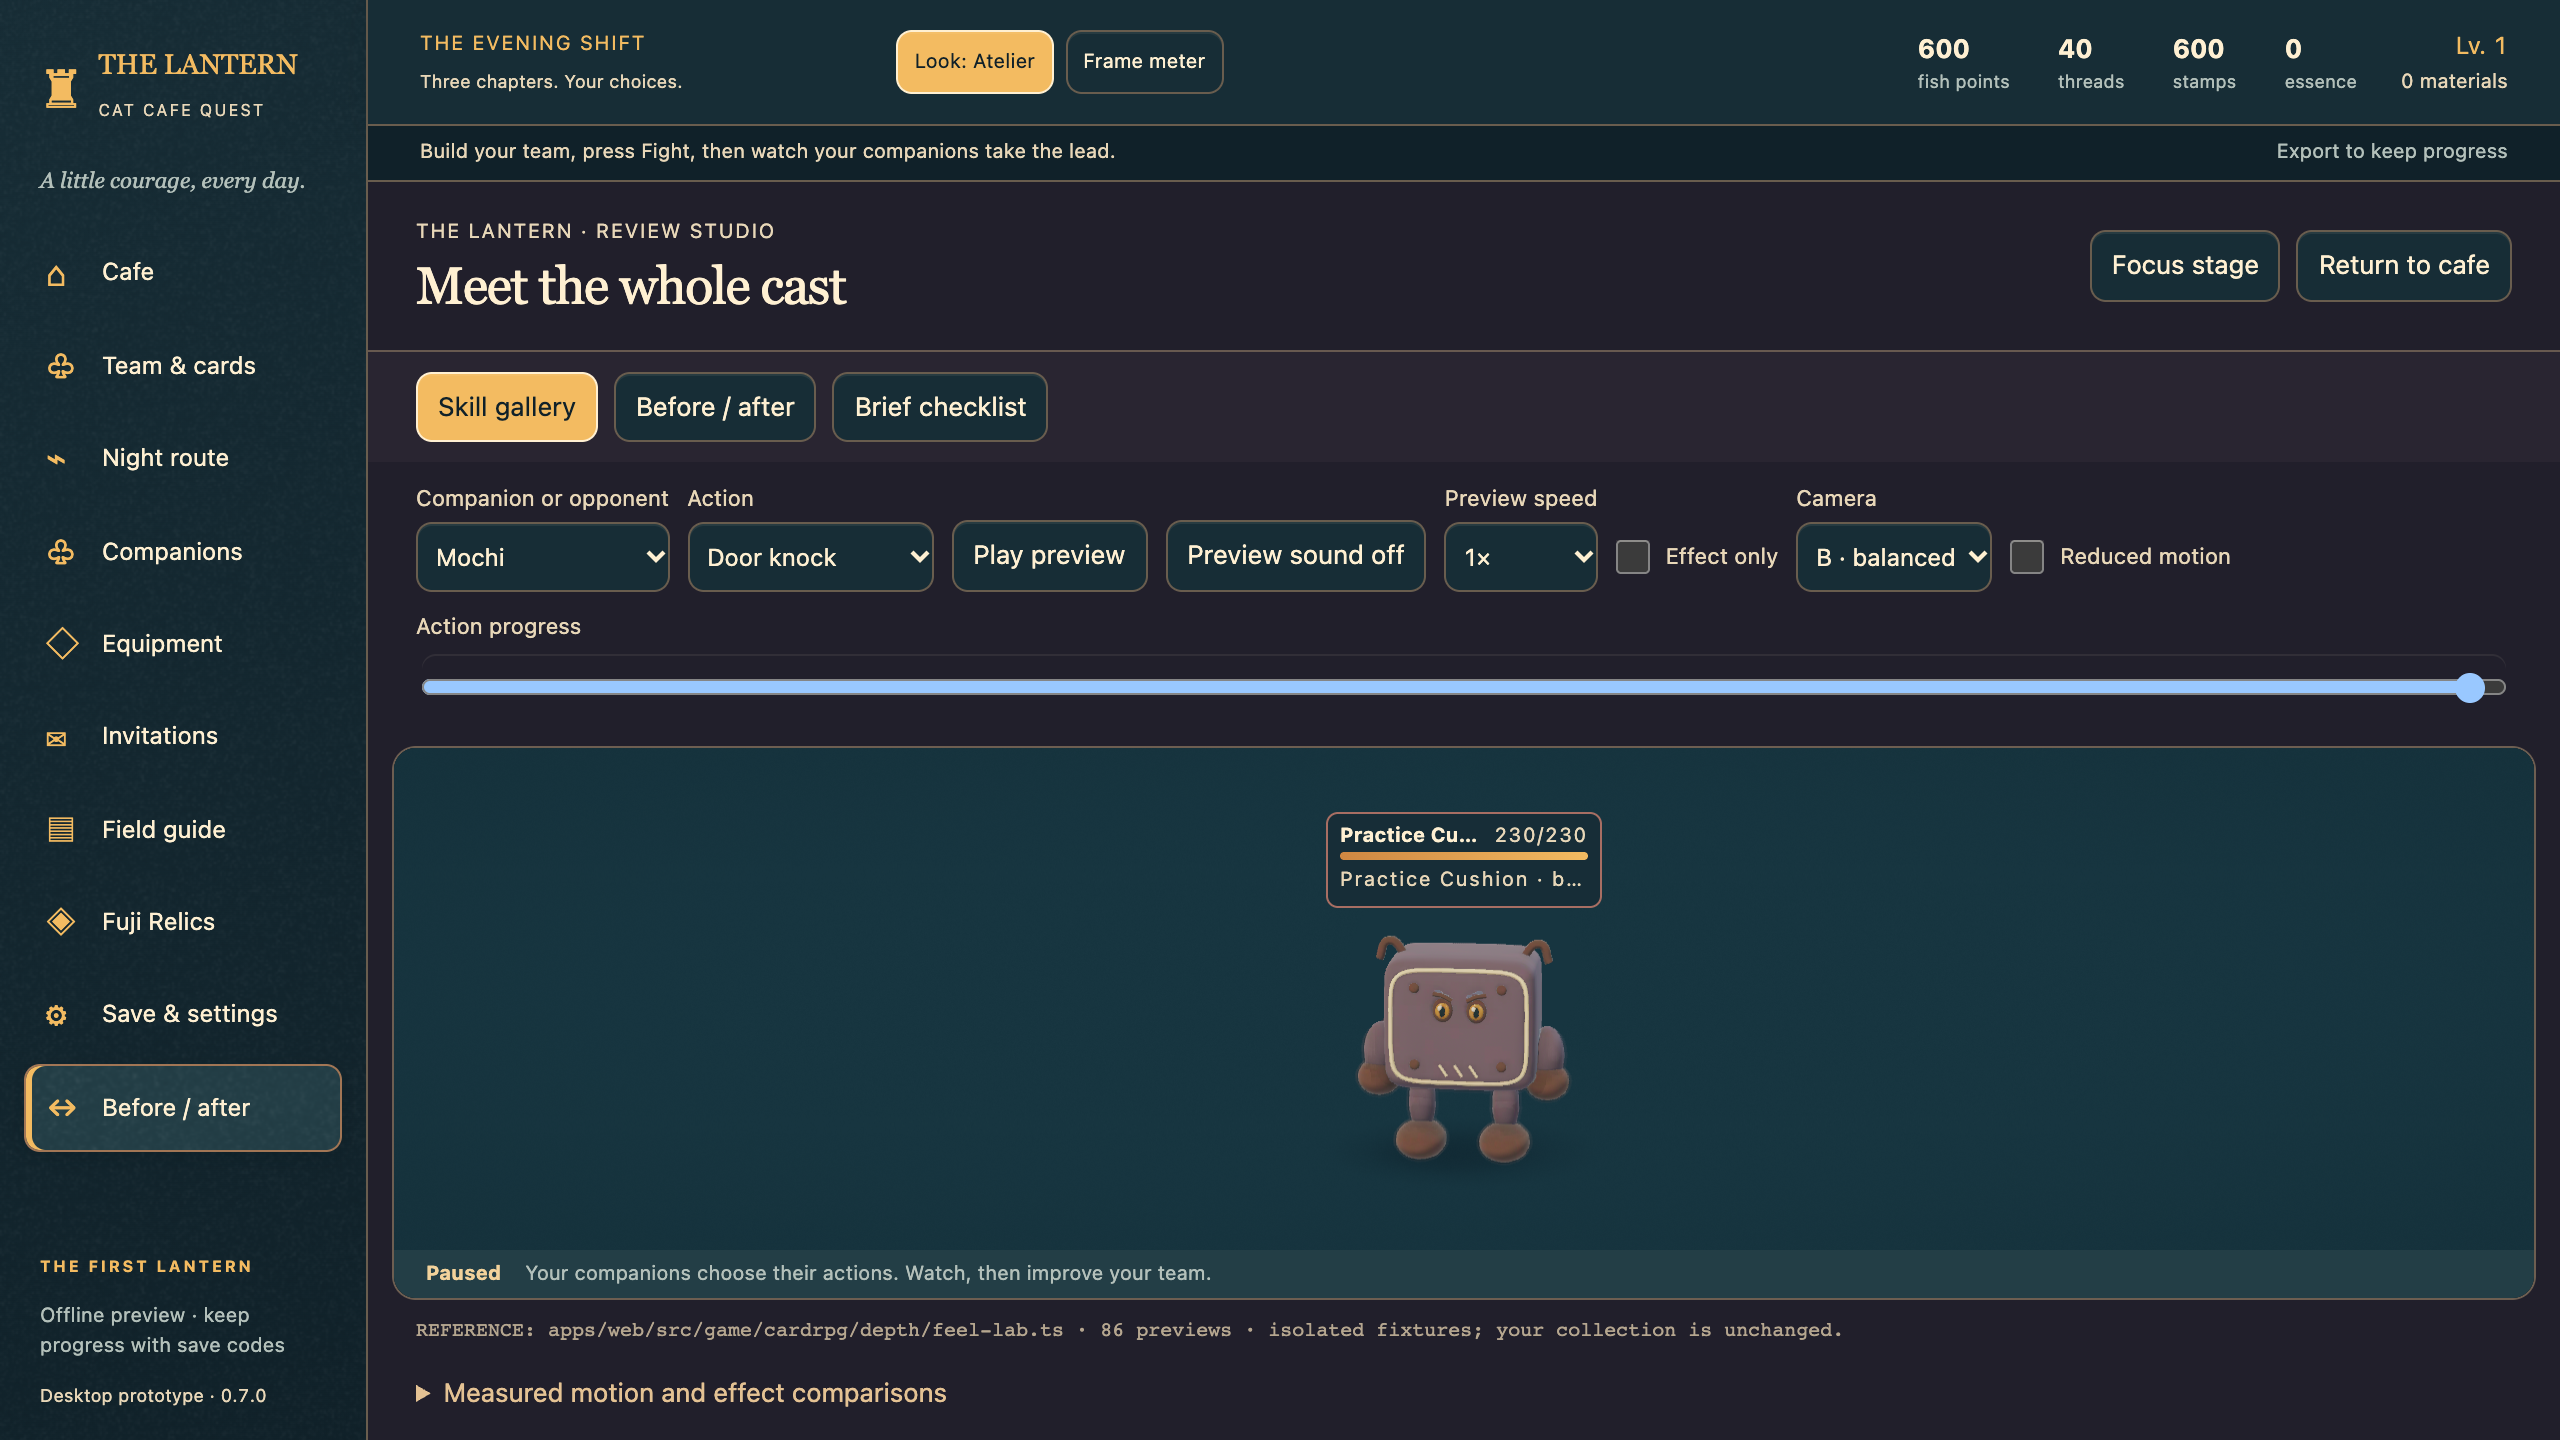 THE LANTERN
CAT CAFE QUEST
A little courage, every day.
Cafe
Team & cards
Night route
Companions
Equipment
Invitations
Field guide
Fuji Relics
Save & settings
Before / after
THE FIRST LANTERN
Offline preview · keep
progress with save codes
Desktop prototype · 0.7.0
THE EVENING SHIFT
Three chapters. Your choices.
Look: Atelier
Frame meter
600
fish points
40
threads
600
stamps
0
essence
Lv. 1
0 materials
Build your team, press Fight, then watch your companions take the lead.
Export to keep progress
THE LANTERN · REVIEW STUDIO
Meet the whole cast
Focus stage
Return to cafe
Skill gallery
Before / after
Brief checklist
Companion or opponent
Mochi
Action
Door knock
Play preview
Preview sound off
Preview speed
1×
Effect only
Camera
B · balanced
Reduced motion
Action progress
Practice Cu... 230/230
Practice Cushion · b...
Paused Your companions choose their actions. Watch, then improve your team.
REFERENCE: apps/web/src/game/cardrpg/depth/feel-lab.ts · 86 previews · isolated fixtures; your collection is unchanged.
Measured motion and effect comparisons